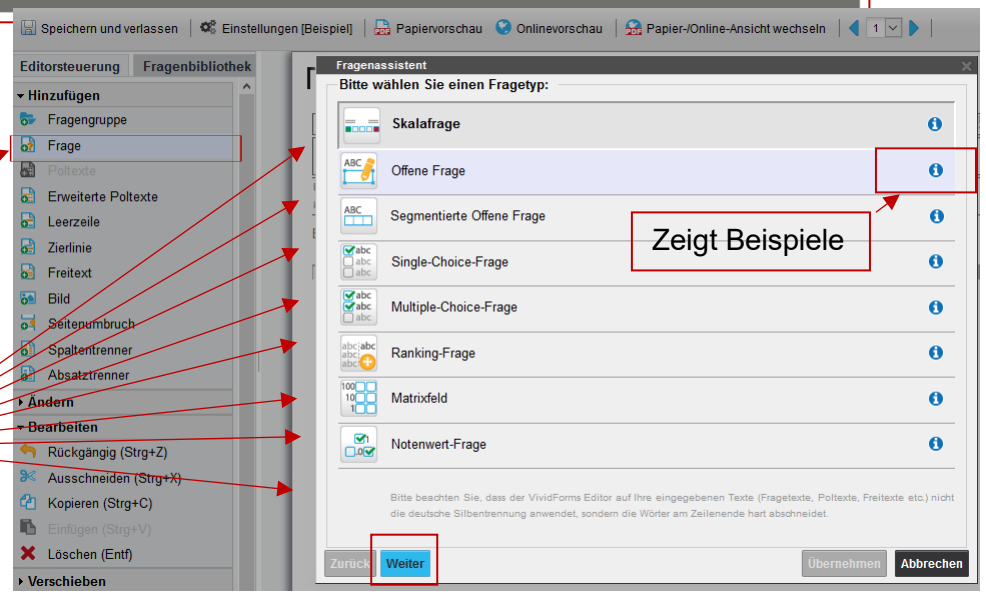 Speichern und verlassen Einstellungen [Beispiel] Papiervorschau Onlinevorschau Papier-/Online-Ansicht wechseln 1
Editorsteuerung Fragenbibliothek
Hinzufügen
Fragengruppe
Frage
Poltexte
Erweiterte Poltexte
Leerzeile
Zierlinie
Freitext
Bild
Seitenumbruch
Spaltentrenner
Absatztrenner
Ändern
Bearbeiten
Rückgängig (Strg+Z)
Ausschneiden (Strg+X)
Kopieren (Strg+C)
Einfügen (Strg+V)
Löschen (Entf)
Verschieben
Fragenassistent
Bitte wählen Sie einen Fragetyp:
Skalafrage
Offene Frage
Segmentierte Offene Frage
Single-Choice-Frage
Multiple-Choice-Frage
Ranking-Frage
Matrixfeld
Notenwert-Frage
Zeigt Beispiele
Bitte beachten Sie, dass der VividForms Editor auf Ihre eingegebenen Texte (Fragetexte, Poltexte, Freitexte etc.) nicht
die deutsche Silbentrennung anwendet, sondern die Wörter am Zeilenende hart abschneidet.
Zurück Weiter Übernehmen Abbrechen